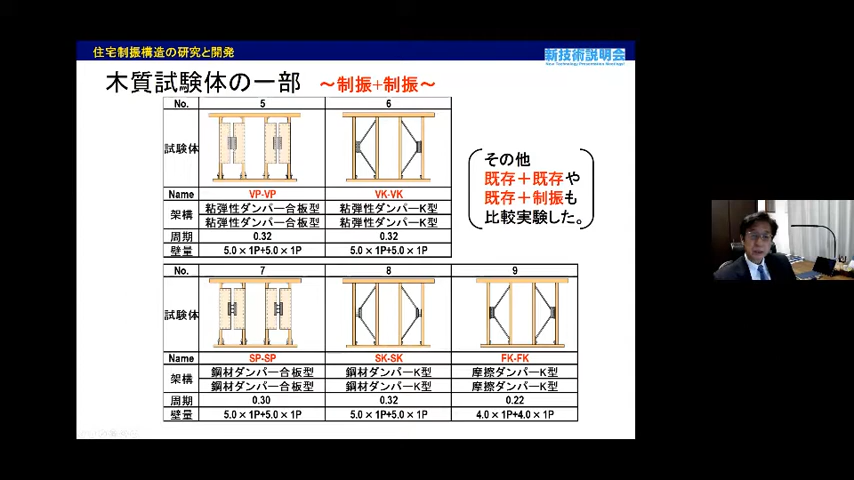 住宅制振構造の研究と開発
新技術説明会
New Technology Presentation Meetings!
木質試験体の一部 ～制振+制振～
No. 5 6
試験体
Name VP-VP VK-VK
架構 粘弾性ダンパー合板型 粘弾性ダンパーK型
粘弾性ダンパー合板型 粘弾性ダンパーK型
周期 0.32 0.32
壁量 5.0×1P+5.0×1P 5.0×1P+5.0×1P
その他
既存＋既存や
既存＋制振も
比較実験した。
No. 7 8 9
試験体
Name SP-SP SK-SK FK-FK
架構 鋼材ダンパー合板型 鋼材ダンパーK型 摩擦ダンパーK型
鋼材ダンパー合板型 鋼材ダンパーK型 摩擦ダンパーK型
周期 0.30 0.32 0.22
壁量 5.0×1P+5.0×1P 5.0×1P+5.0×1P 4.0×1P+4.0×1P